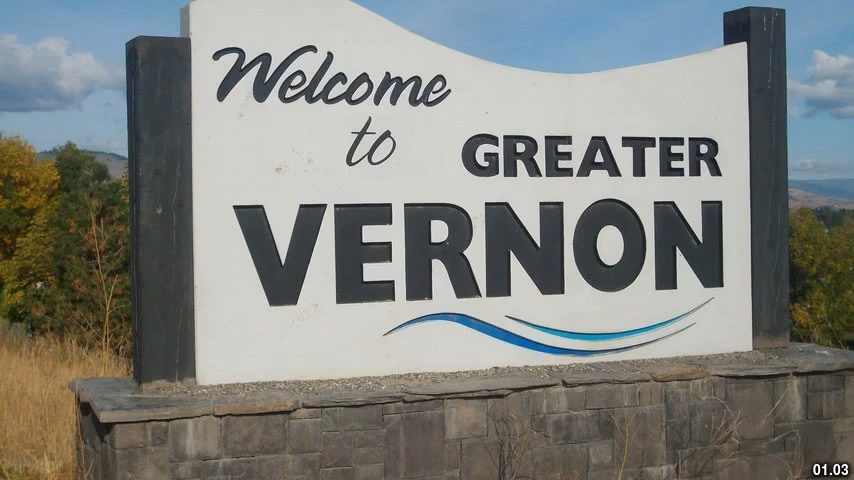 Welcome
to
GREATER
VERNON
01.03